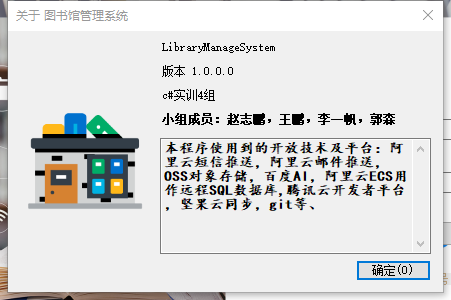 关于 图书馆管理系统
LibraryManageSystem
版本 1.0.0.0
c#实训4组
小组成员：赵志鹏，王鹏，李一帆，郭淼
本程序使用到的开放技术及平台：阿
里云短信推送，阿里云邮件推送，
OSS对象存储，百度AI，阿里云ECS用
作远程SQL数据库,腾讯云开发者平台
，坚果云同步，git等、
确定(O)
号